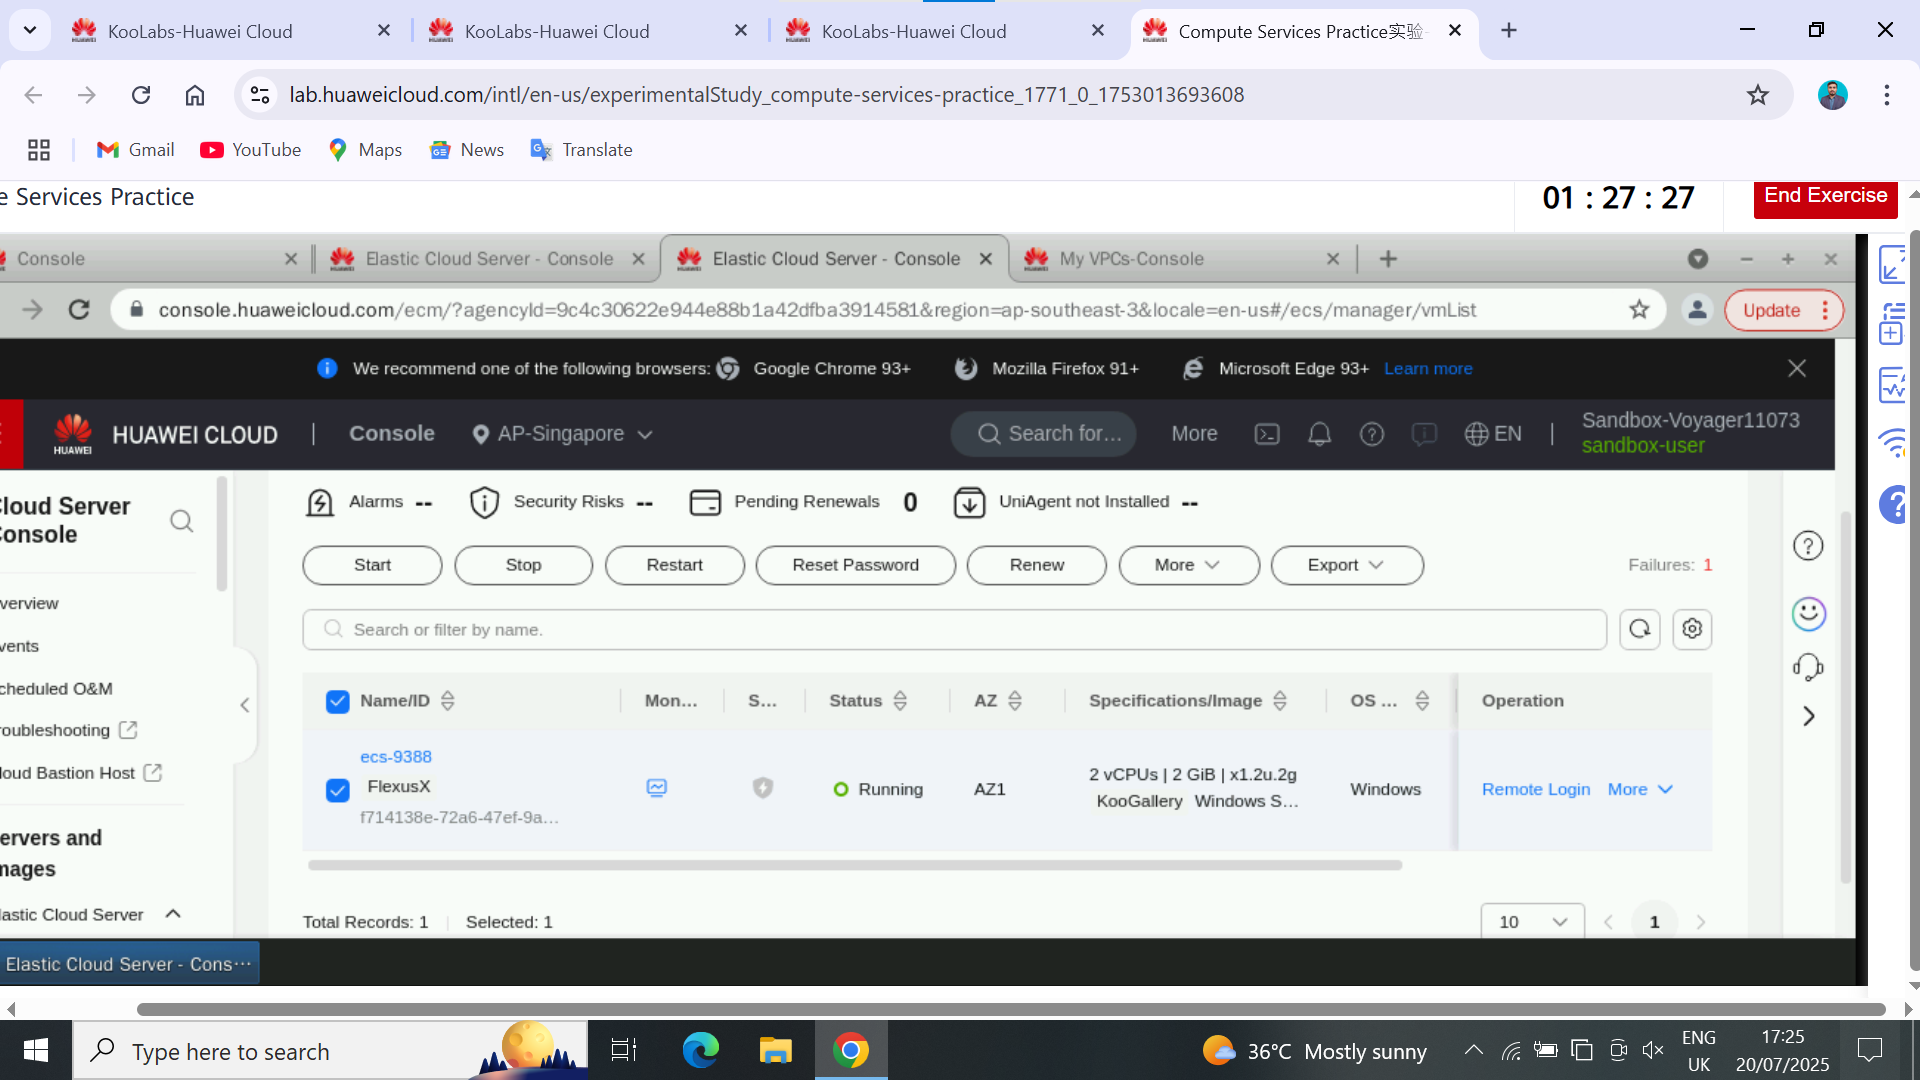 KooLabs-Huawei Cloud
KooLabs-Huawei Cloud
KooLabs-Huawei Cloud
Compute Services Practice实验
lab.huaweicloud.com/intl/en-us/experimentalStudy_compute-services-practice_1771_0_1753013693608
Gmail
YouTube
Maps
News
Translate
e Services Practice
01 : 27 : 27
End Exercise
Console
Elastic Cloud Server - Console
Elastic Cloud Server - Console
My VPCs-Console
console.huaweicloud.com/ecm/?agencyId=9c4c30622e944e88b1a42dfba3914581&region=ap-southeast-3&locale=en-us#/ecs/manager/vmList
Update
We recommend one of the following browsers: Google Chrome 93+ Mozilla Firefox 91+ Microsoft Edge 93+ Learn more
HUAWEI
HUAWEI CLOUD | Console AP-Singapore
Search for...
More
EN
Sandbox-Voyager11073
sandbox-user
loud Server
onsole
verview
vents
cheduled O&M
roubleshooting
loud Bastion Host
ervers and
mages
lastic Cloud Server
Alarms --
Security Risks --
Pending Renewals 0
UniAgent not Installed --
Start
Stop
Restart
Reset Password
Renew
More
Export
Failures: 1
Search or filter by name.
Name/ID Mon... S... Status AZ Specifications/Image OS ... Operation
ecs-9388
FlexusX
f714138e-72a6-47ef-9a...
Running
AZ1
2 vCPUs | 2 GiB | x1.2u.2g
KooGallery Windows S...
Windows
Remote Login More
Total Records: 1 Selected: 1
10
1
Elastic Cloud Server - Cons...
Type here to search
36°C Mostly sunny
ENG
UK
17:25
20/07/2025